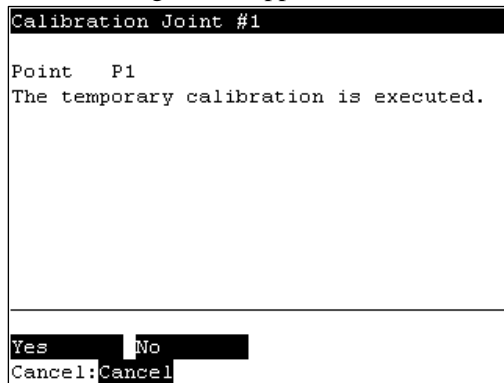 Calibration Joint #1
Point P1
The temporary calibration is executed.
Yes No
Cancel:Cancel